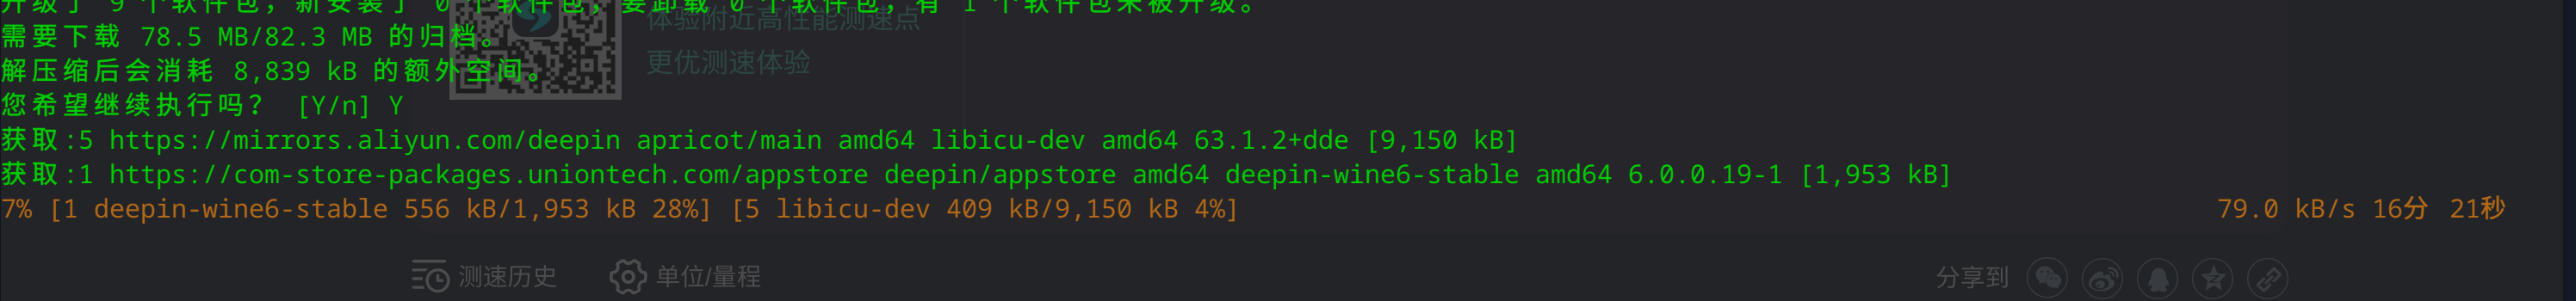 升级了 9 个软件包，新安装了 0 个软件包，要卸载 0 个软件包，有 1 个软件包未被升级。
体验附近高性能测速点
需要下载 78.5 MB/82.3 MB 的归档。
更优测速体验
解压缩后会消耗 8,839 kB 的额外空间。
您希望继续执行吗？ [Y/n] Y
获取:5 https://mirrors.aliyun.com/deepin apricot/main amd64 libicu-dev amd64 63.1.2+dde [9,150 kB]
获取:1 https://com-store-packages.uniontech.com/appstore deepin/appstore amd64 deepin-wine6-stable amd64 6.0.0.19-1 [1,953 kB]
7% [1 deepin-wine6-stable 556 kB/1,953 kB 28%] [5 libicu-dev 409 kB/9,150 kB 4%] 79.0 kB/s 16分 21秒
测速历史 单位/量程 分享到